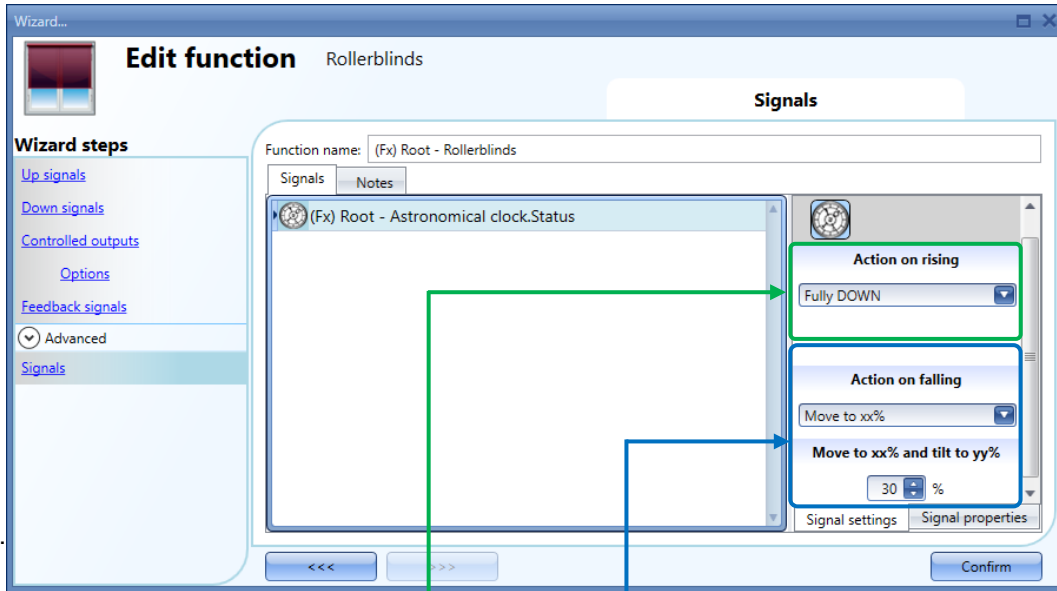 Wizard...
Edit function Rollerblinds
Signals
Wizard steps
Up signals
Down signals
Controlled outputs
Options
Feedback signals
Advanced
Signals
Function name: (Fx) Root - Rollerblinds
Signals Notes
(Fx) Root - Astronomical clock.Status
Action on rising
Fully DOWN
Action on falling
Move to xx%
Move to xx% and tilt to yy%
30 %
Signal settings Signal properties
.
<<< >>> Confirm